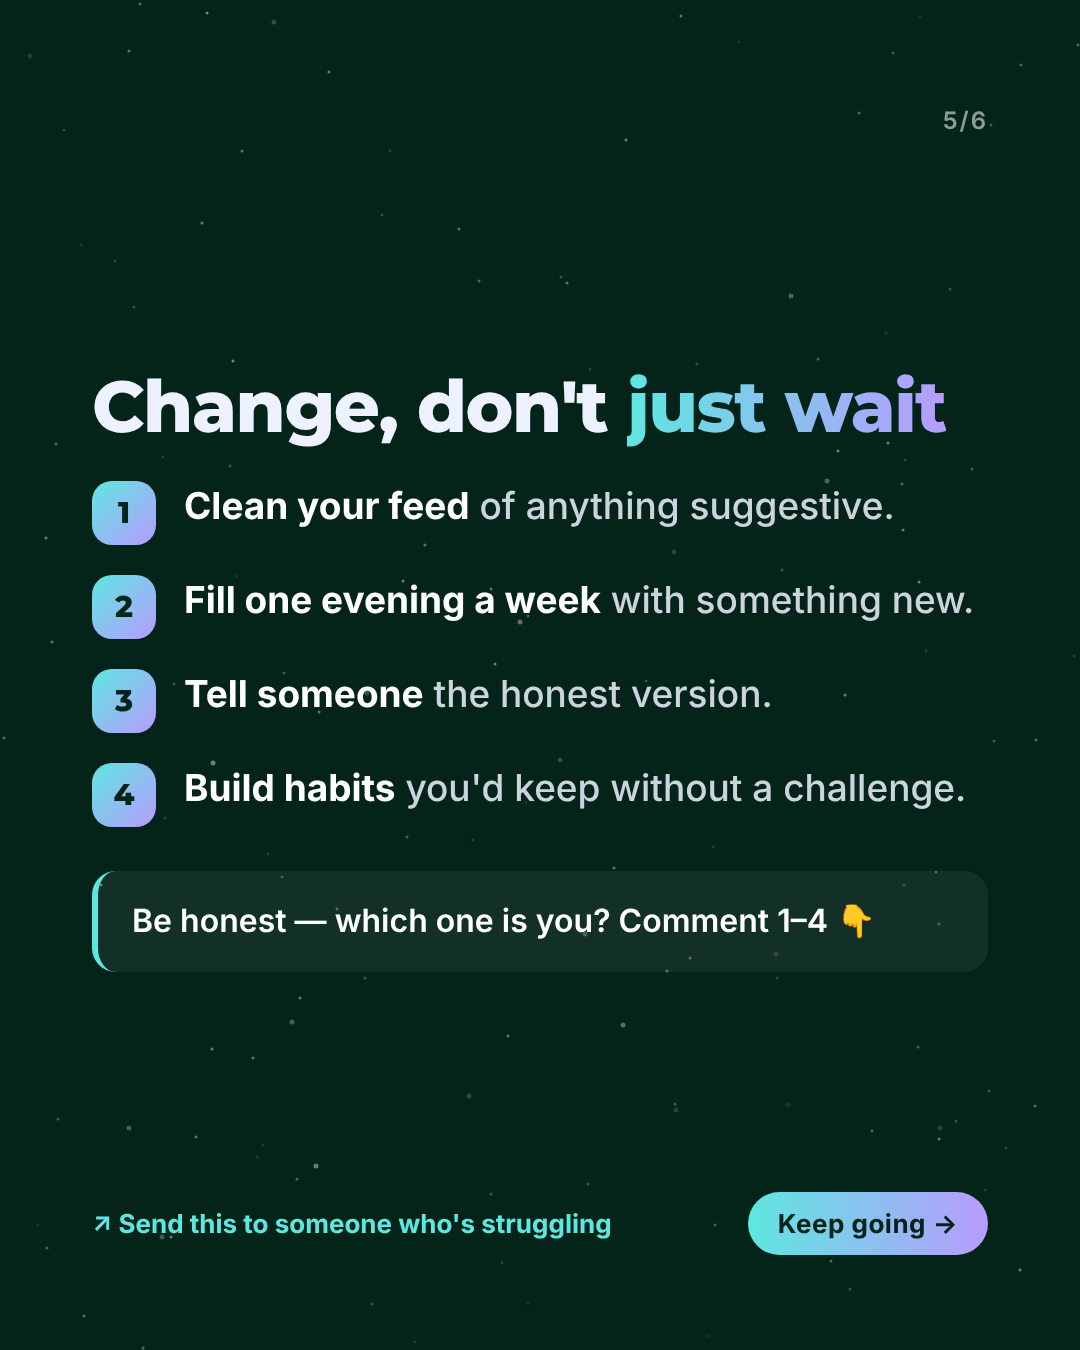 5/6
Change, don't just wait
1 Clean your feed of anything suggestive.
2 Fill one evening a week with something new.
3 Tell someone the honest version.
4 Build habits you'd keep without a challenge.
Be honest — which one is you? Comment 1–4 👇
↗ Send this to someone who's struggling
Keep going →